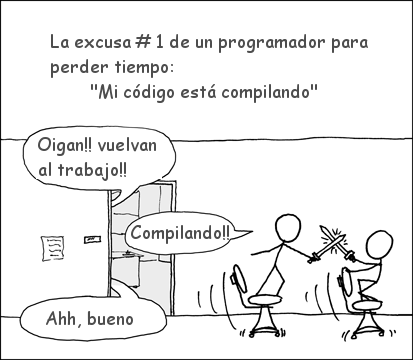 La excusa # 1 de un programador para
perder tiempo:
"Mi código está compilando"
Oigan!! vuelvan
al trabajo!!
Compilando!!
Ahh, bueno